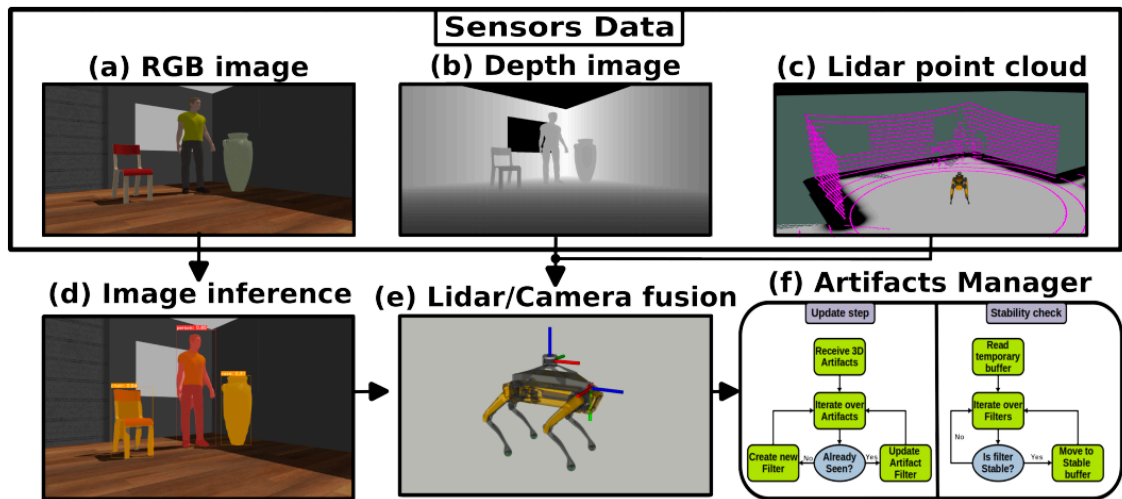 Sensors Data
(a) RGB image
(b) Depth image
(c) Lidar point cloud
(d) Image inference
(e) Lidar/Camera fusion
(f) Artifacts Manager
Update step
Receive 3D
Artifacts
Iterate over
Artifacts
Already
Seen?
No
Yes
Create new
Filter
Update
Artifact
Filter
Stability check
Read
temporary
buffer
Iterate over
Filters
No
Is filter
Stable?
Yes
Move to
Stable
buffer